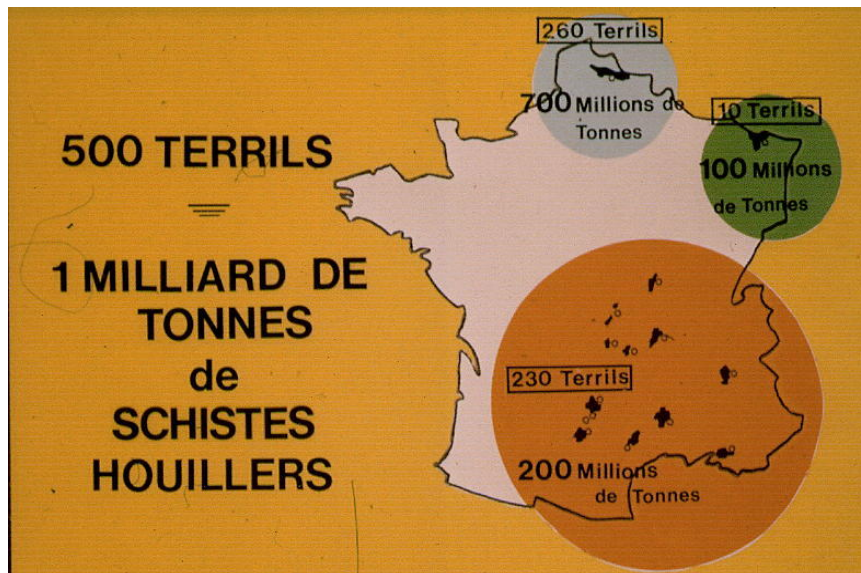 500 TERRILS
1 MILLIARD DE
TONNES
de
SCHISTES
HOUILLERS
260 Terrils
700 Millions de
Tonnes
10 Terrils
100 Millions
de Tonnes
230 Terrils
200 Millions
de Tonnes